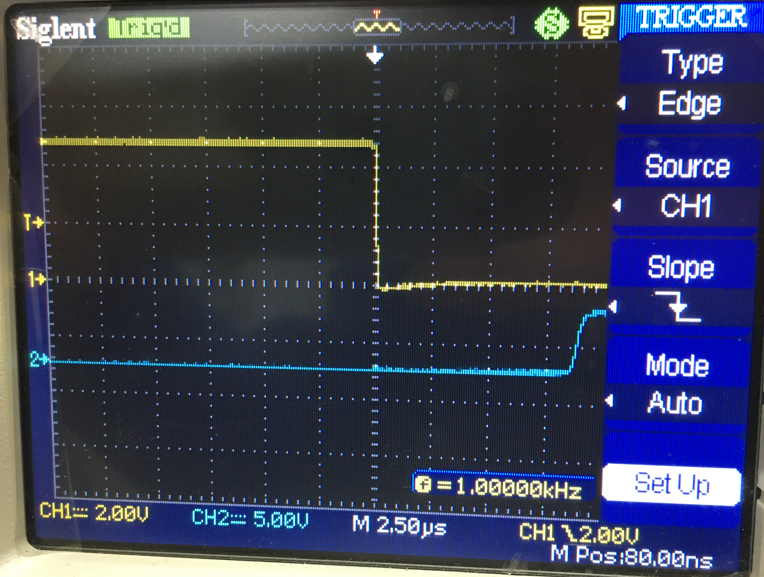 Siglent
T
TRIGGER
Type
Edge
Source
CH1
T
1
Slope
2
Mode
Auto
f = 1.00000kHz
Set Up
CH1 2.00V CH2 5.00V M 2.50µs CH1 2.00V
M Pos:80.00ns